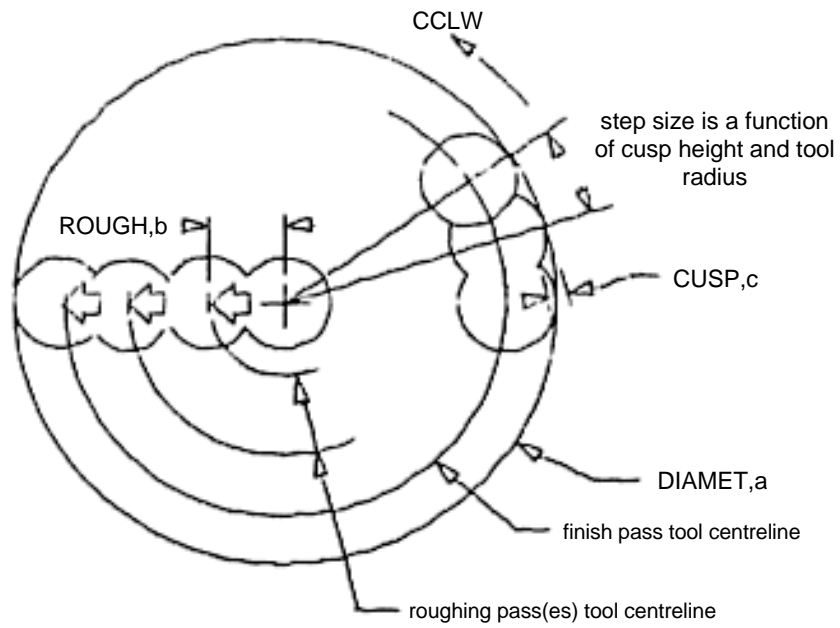 CCLW
step size is a function
of cusp height and tool
radius
ROUGH,b
CUSP,c
DIAMET,a
finish pass tool centreline
roughing pass(es) tool centreline